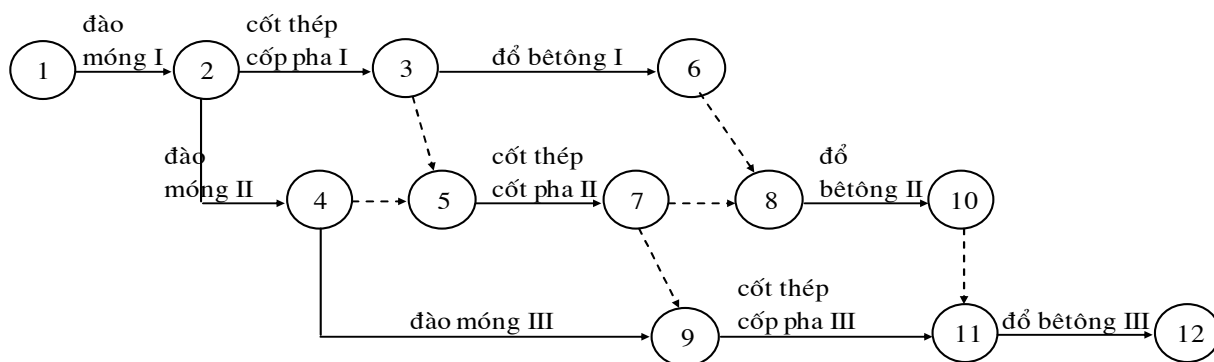 đào
móng I
cốt thép
cốp pha I
1
2
3
đổ bêtông I
6
đào
móng II
cốt thép
cốt pha II
đổ
bêtông II
4
5
7
8
10
cốt thép
cốp pha III
đào móng III
9
11
đổ bêtông III
12